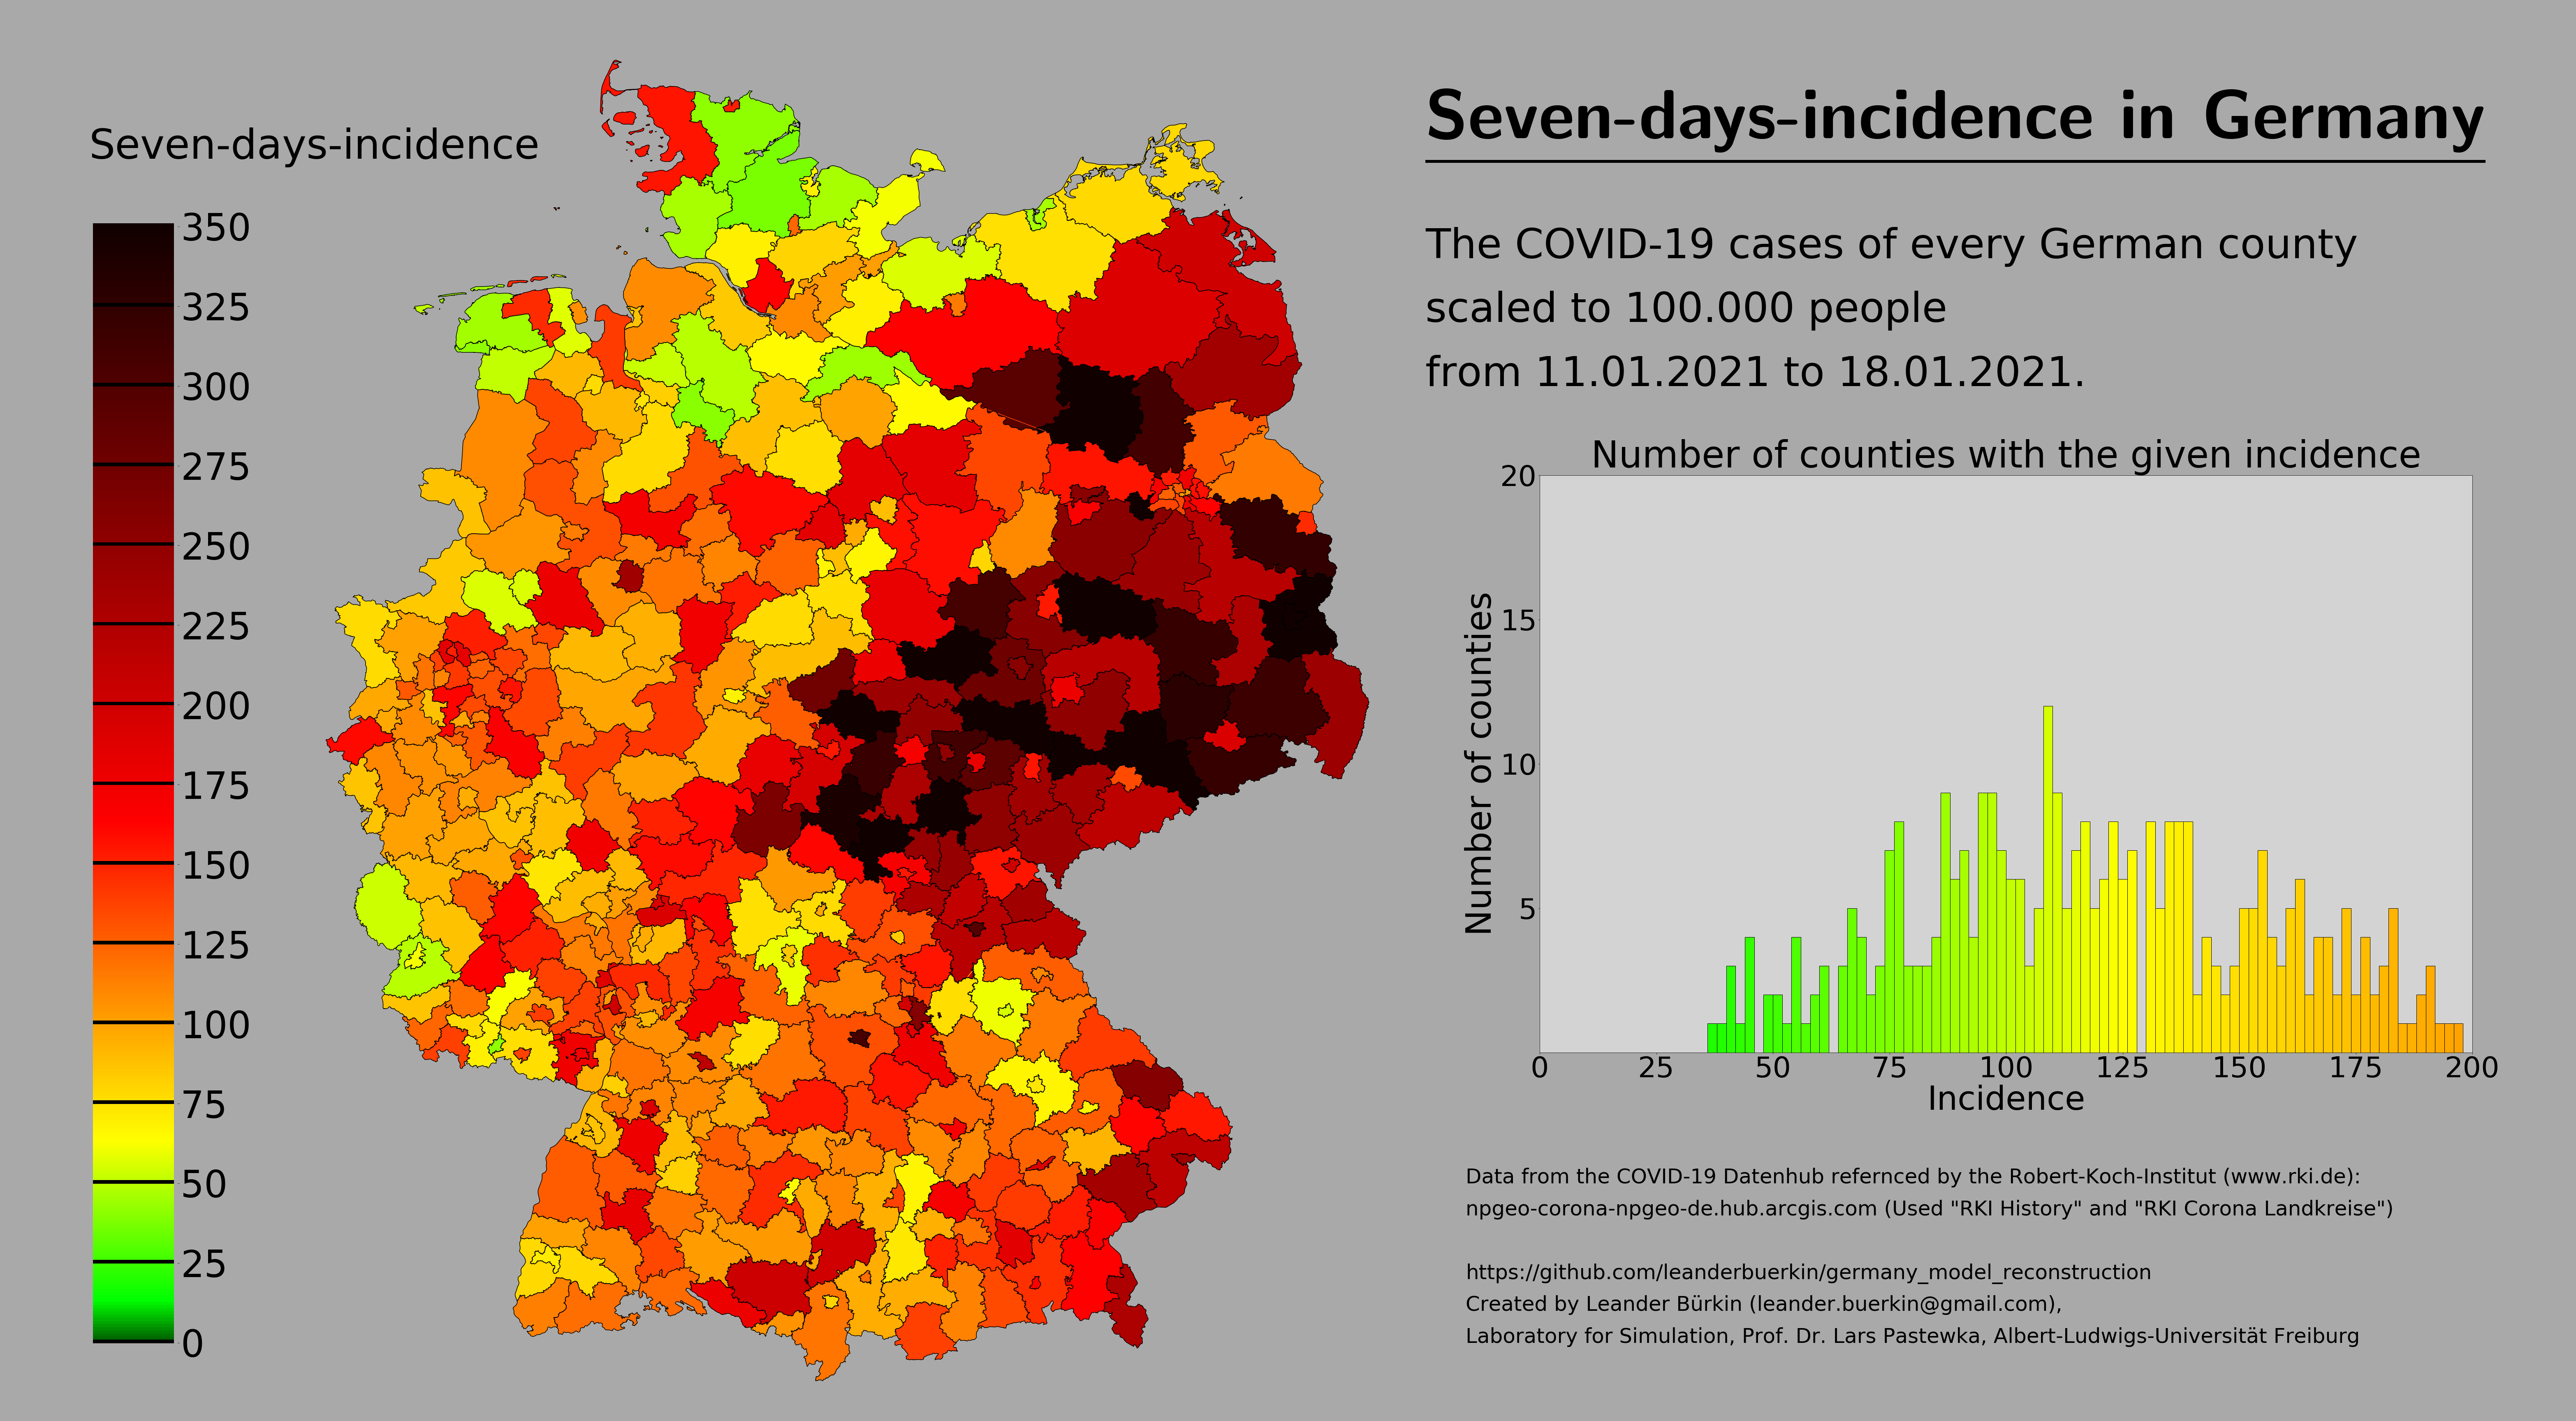 Seven-days-incidence
350
325
300
275
250
225
200
175
150
125
100
75
50
25
0
Seven-days-incidence in Germany
The COVID-19 cases of every German county
scaled to 100.000 people
from 11.01.2021 to 18.01.2021.
Number of counties with the given incidence
20
15
10
5
Number of counties
0 25 50 75 100 125 150 175 200
Incidence
Data from the COVID-19 Datenhub refernced by the Robert-Koch-Institut (www.rki.de):
npgeo-corona-npgeo-de.hub.arcgis.com (Used "RKI History" and "RKI Corona Landkreise")
https://github.com/leanderbuerkin/germany_model_reconstruction
Created by Leander Bürkin (leander.buerkin@gmail.com),
Laboratory for Simulation, Prof. Dr. Lars Pastewka, Albert-Ludwigs-Universität Freiburg